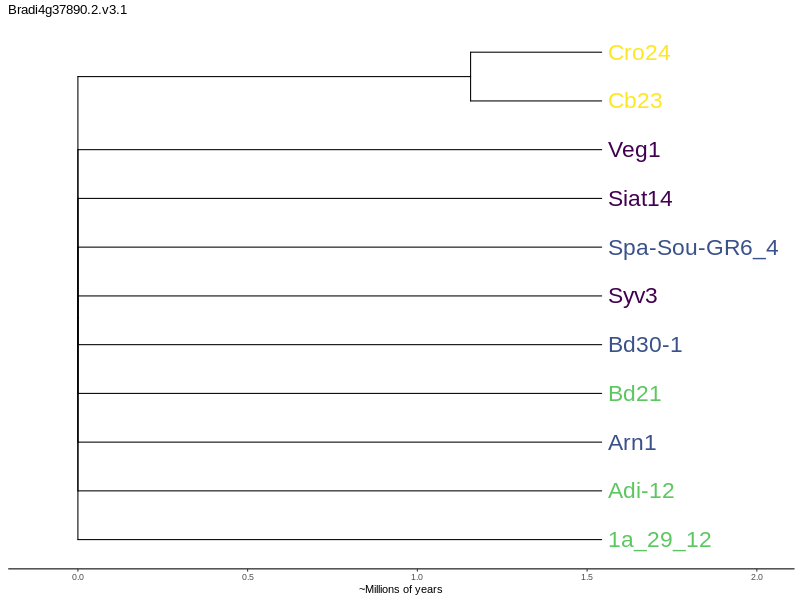 Bradi4g37890.2.v3.1
Cro24
Cb23
Veg1
Siat14
Spa-Sou-GR6_4
Syv3
Bd30-1
Bd21
Arn1
Adi-12
1a_29_12
0.0 0.5 1.0 1.5 2.0
~Millions of years